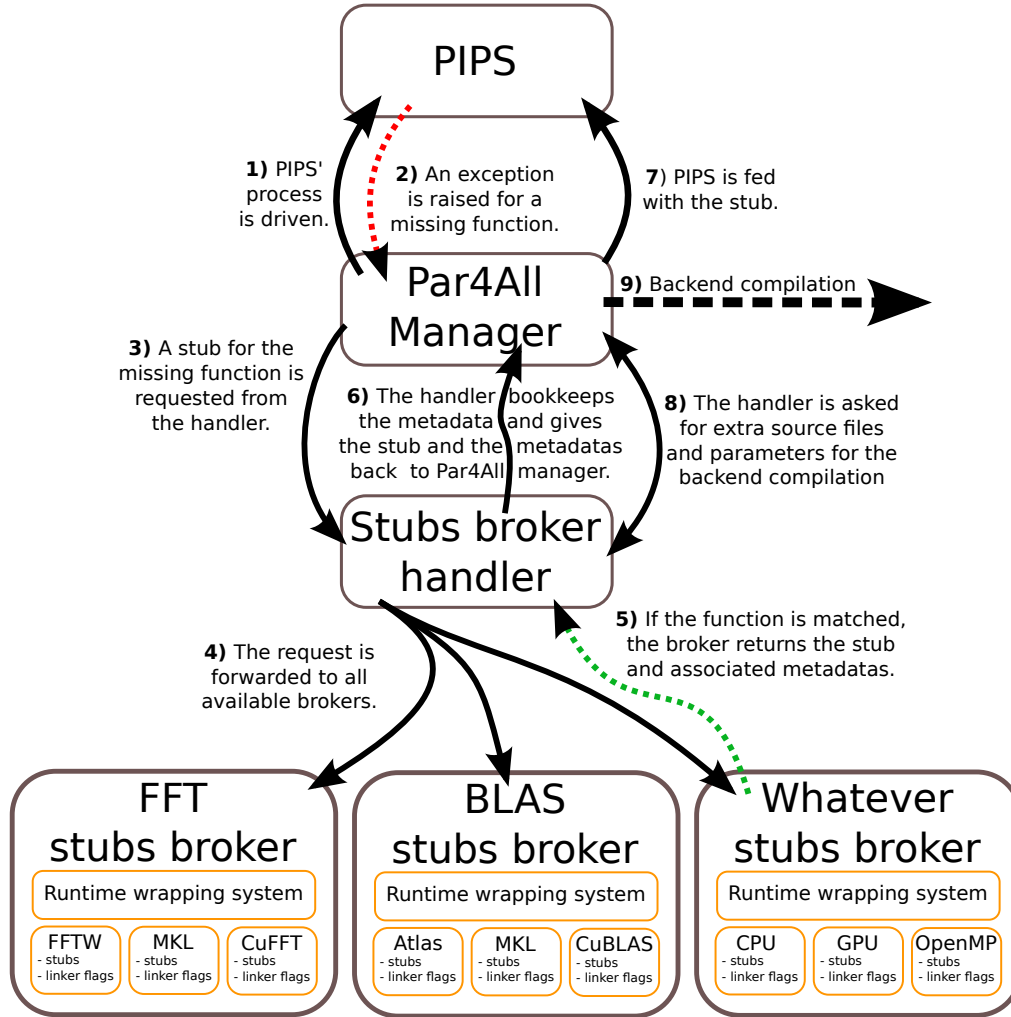 PIPS
1) PIPS'
process
is driven.
2) An exception
is raised for a
missing function.
7) PIPS is fed
with the stub.
Par4All
Manager
9) Backend compilation
3) A stub for the
missing function is
requested from
the handler.
6) The handler bookkeeps
the metadata and gives
the stub and the metadatas
back to Par4All manager.
8) The handler is asked
for extra source files
and parameters for the
backend compilation
Stubs broker
handler
4) The request is
forwarded to all
available brokers.
5) If the function is matched,
the broker returns the stub
and associated metadatas.
FFT
stubs broker
Runtime wrapping system
FFTW
- stubs
- linker flags
MKL
- stubs
- linker flags
CuFFT
- stubs
- linker flags
BLAS
stubs broker
Runtime wrapping system
Atlas
- stubs
- linker flags
MKL
- stubs
- linker flags
CuBLAS
- stubs
- linker flags
Whatever
stubs broker
Runtime wrapping system
CPU
- stubs
- linker flags
GPU
- stubs
- linker flags
OpenMP
- stubs
- linker flags